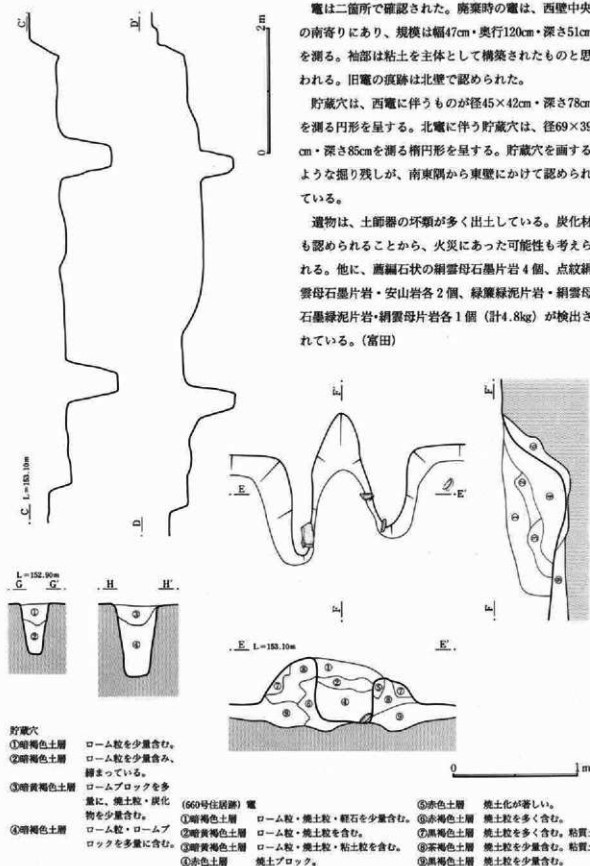 竈は二箇所で確認された。廃棄時の竈は、西壁中央
の南寄りにあり、規模は幅47cm・奥行120cm・深さ51cm
を測る。袖部は粘土を主体として構築されたものと思
われる。旧竈の痕跡は北壁で認められた。
貯蔵穴は、西竈に伴うものが径45×42cm・深さ78cm
を測る円形を呈する。北竈に伴う貯蔵穴は、径69×39
cm・深さ85cmを測る楕円形を呈する。貯蔵穴を画する
ような掘り残しが、南東隅から東壁にかけて認められ
ている。
遺物は、土師器の坏類が多く出土している。炭化材
も認められることから、火災にあった可能性も考えら
れる。他に、薦編石状の絹雲母石墨片岩4個、点紋絹
雲母石墨片岩・安山岩各2個、緑簾緑泥片岩・絹雲母
石墨緑泥片岩・絹雲母片岩各1個(計4.8kg)が検出さ
れている。(富田)
C'
D'
2m
0
C L=153.10m
D
F'
F'
E E'
F
F
L=152.90m
G G' H H'
①
②
③
④
E L=153.10m E'
0 1m
貯蔵穴
①暗褐色土層 ローム粒を少量含む。
②暗褐色土層 ローム粒を少量含み、
締まっている。
③暗黄褐色土層 ロームブロックを多
量に、焼土粒・炭化
物を少量含む。
④暗褐色土層 ローム粒・ロームブ
ロックを多量に含む。
(660号住居跡)竈
①暗褐色土層 ローム粒・焼土粒・軽石を少量含む。
②暗黄褐色土層 ローム粒・焼土粒を含む。
③暗黄褐色土層 ローム粒・焼土粒・粘土粒を含む。
④赤色土層 焼土ブロック。
⑤赤色土層 焼土化が著しい。
⑥赤褐色土層 焼土粒を多く含む。
⑦黒褐色土層 焼土粒を多く含む。粘質土
⑧茶褐色土層 焼土粒を少量含む。粘質土
⑨黒褐色土層 焼土粒を少量含む。